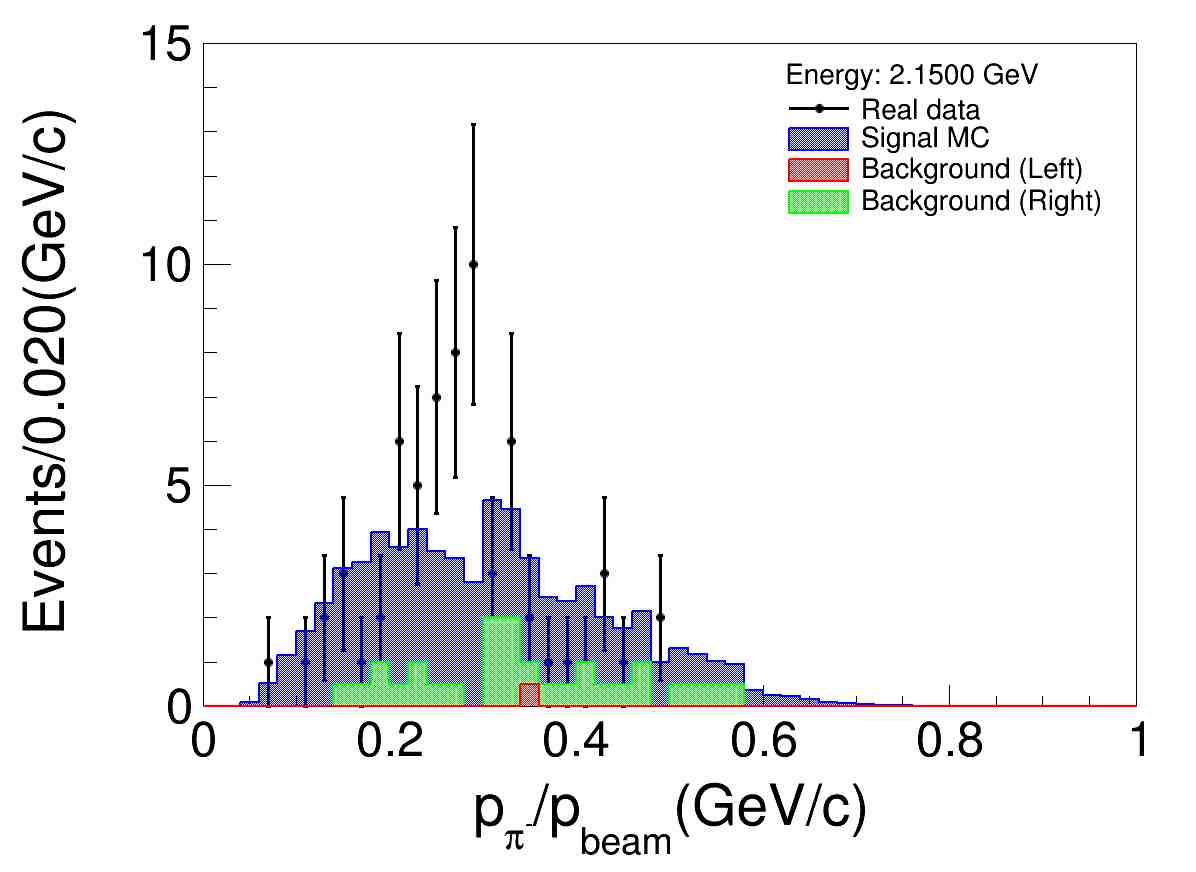 Events/0.020(GeV/c)
15
10
5
0
Energy: 2.1500 GeV
Real data
Signal MC
Background (Left)
Background (Right)
0 0.2 0.4 0.6 0.8 1
pπ-/pbeam(GeV/c)